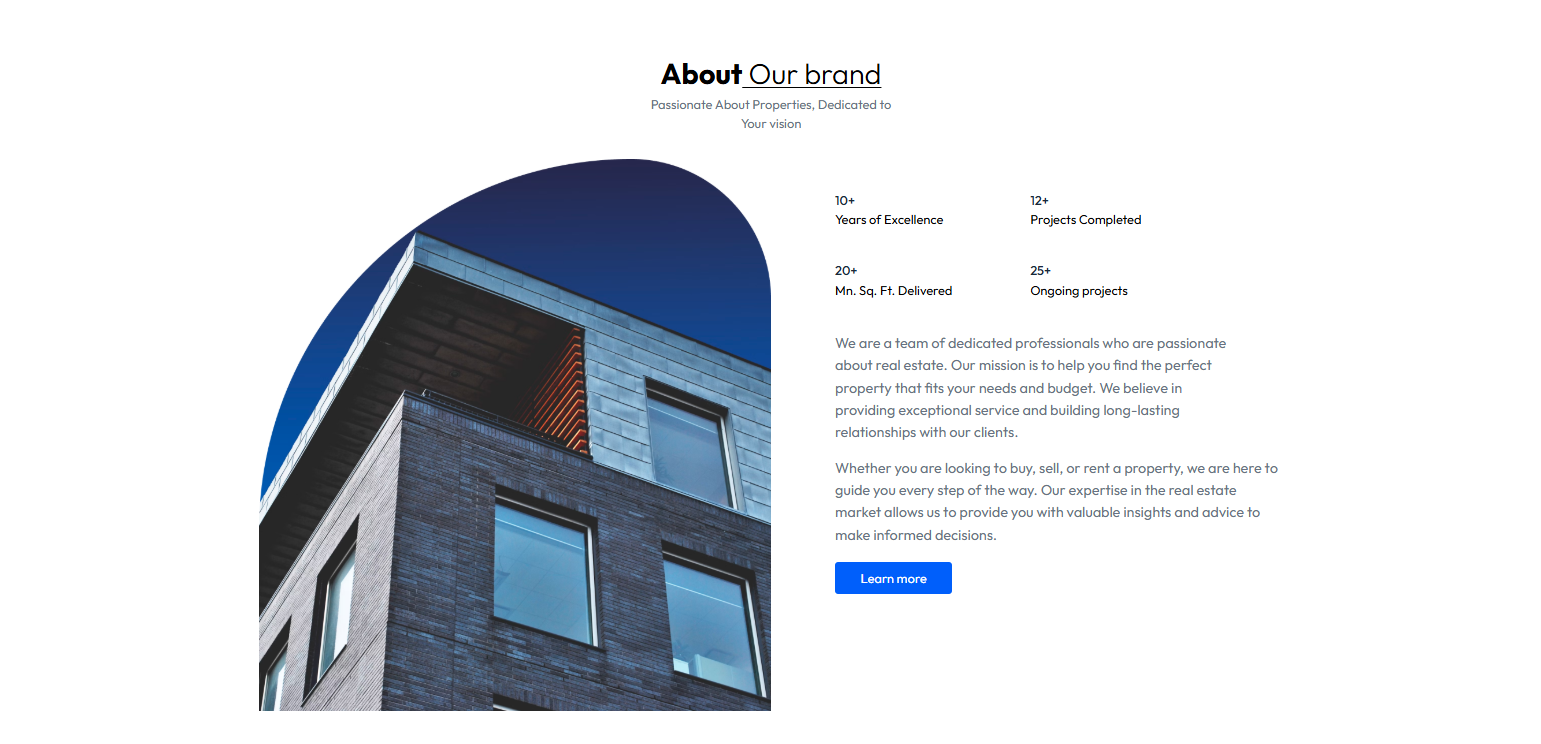 About Our brand
Passionate About Properties, Dedicated to
Your vision
10+
Years of Excellence
12+
Projects Completed
20+
Mn. Sq. Ft. Delivered
25+
Ongoing projects
We are a team of dedicated professionals who are passionate
about real estate. Our mission is to help you find the perfect
property that fits your needs and budget. We believe in
providing exceptional service and building long-lasting
relationships with our clients.
Whether you are looking to buy, sell, or rent a property, we are here to
guide you every step of the way. Our expertise in the real estate
market allows us to provide you with valuable insights and advice to
make informed decisions.
Learn more